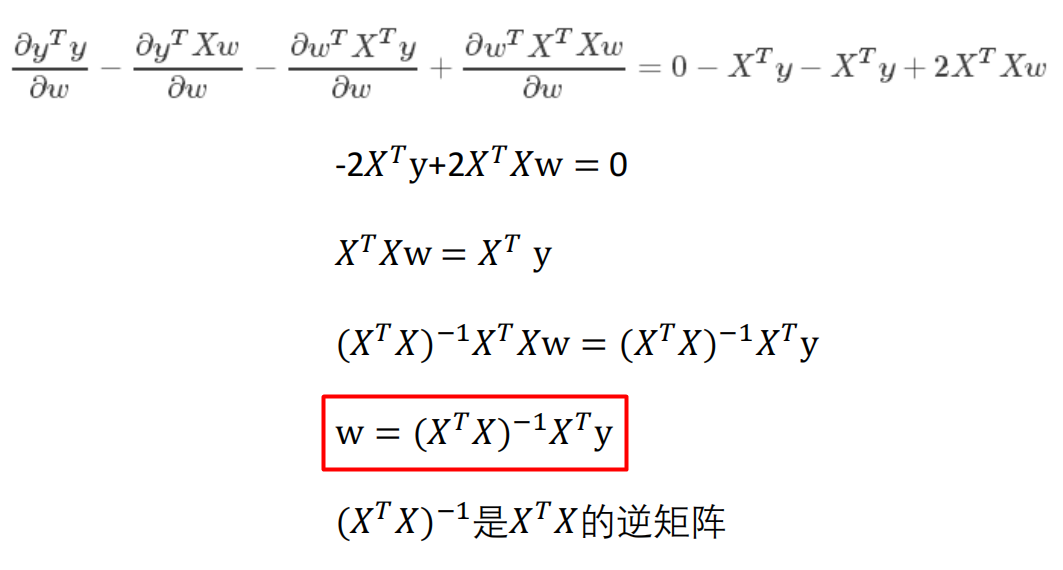 $\frac{\partial y^T y}{\partial w} - \frac{\partial y^T X w}{\partial w} - \frac{\partial w^T X^T y}{\partial w} + \frac{\partial w^T X^T X w}{\partial w} = 0 - X^T y - X^T y + 2X^T X w$
$-2X^T y + 2X^T X w = 0$
$X^T X w = X^T y$
$(X^T X)^{-1} X^T X w = (X^T X)^{-1} X^T y$
$w = (X^T X)^{-1} X^T y$
$(X^T X)^{-1}$是$X^T X$的逆矩阵